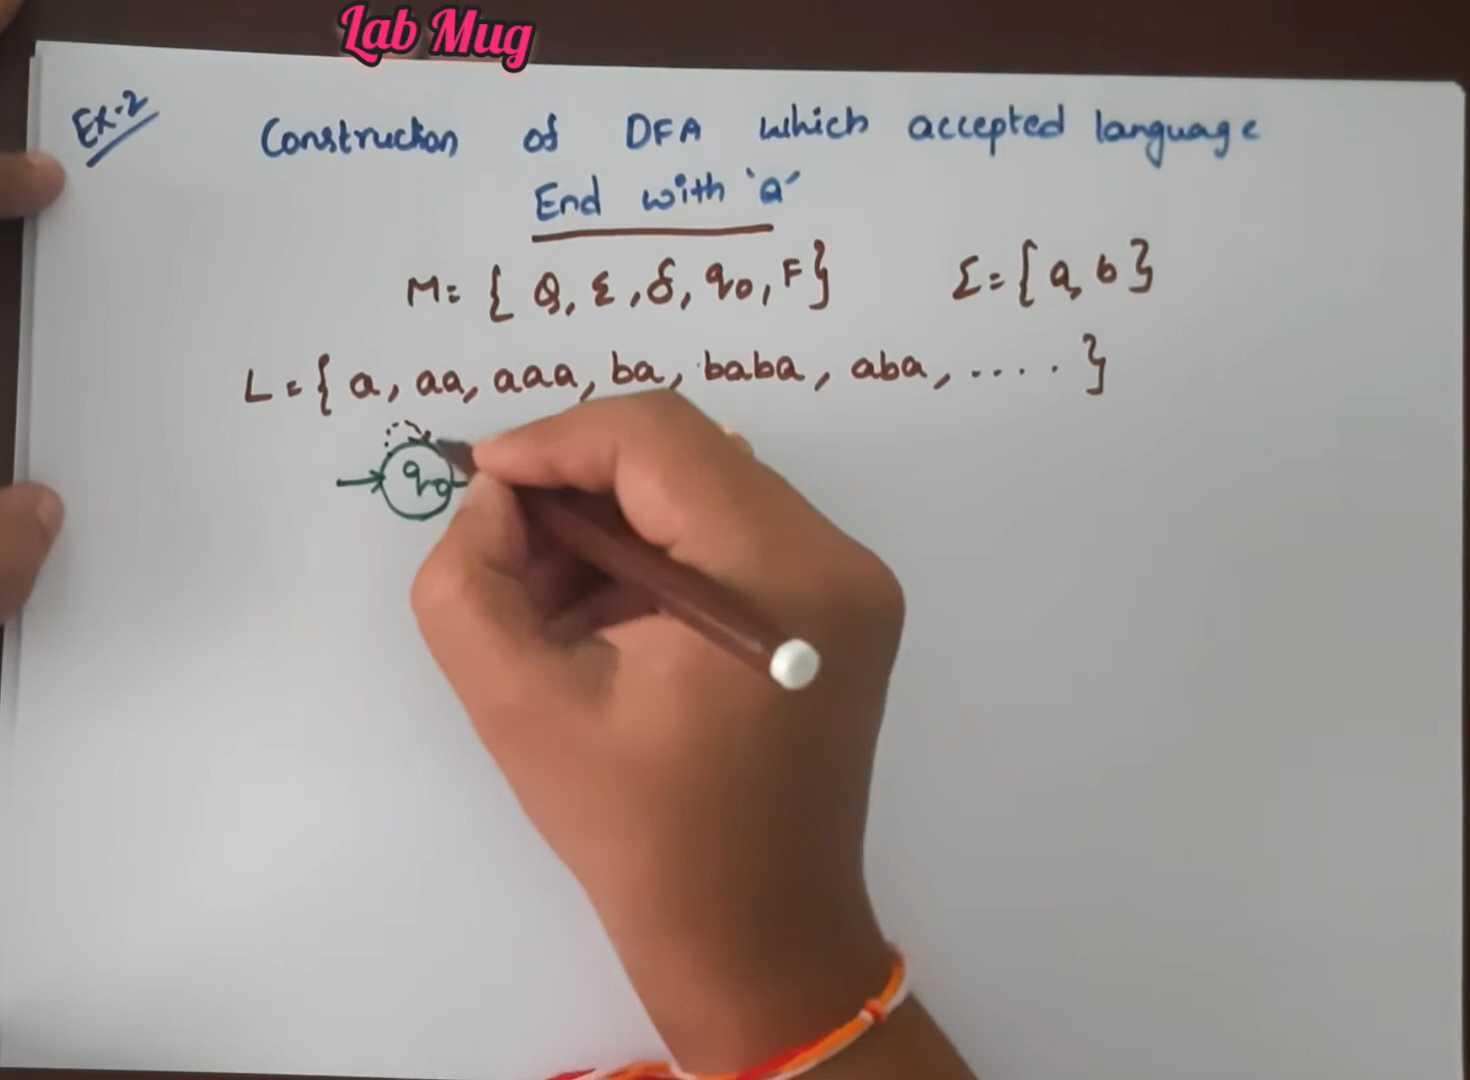 Lab Mug
Ex-2
Construction of DFA which accepted language
End with 'a'
M= { Q, Σ, δ, q0, F}
Σ= { a, b }
L = { a, aa, aaa, ba, baba, aba, .... }
q0